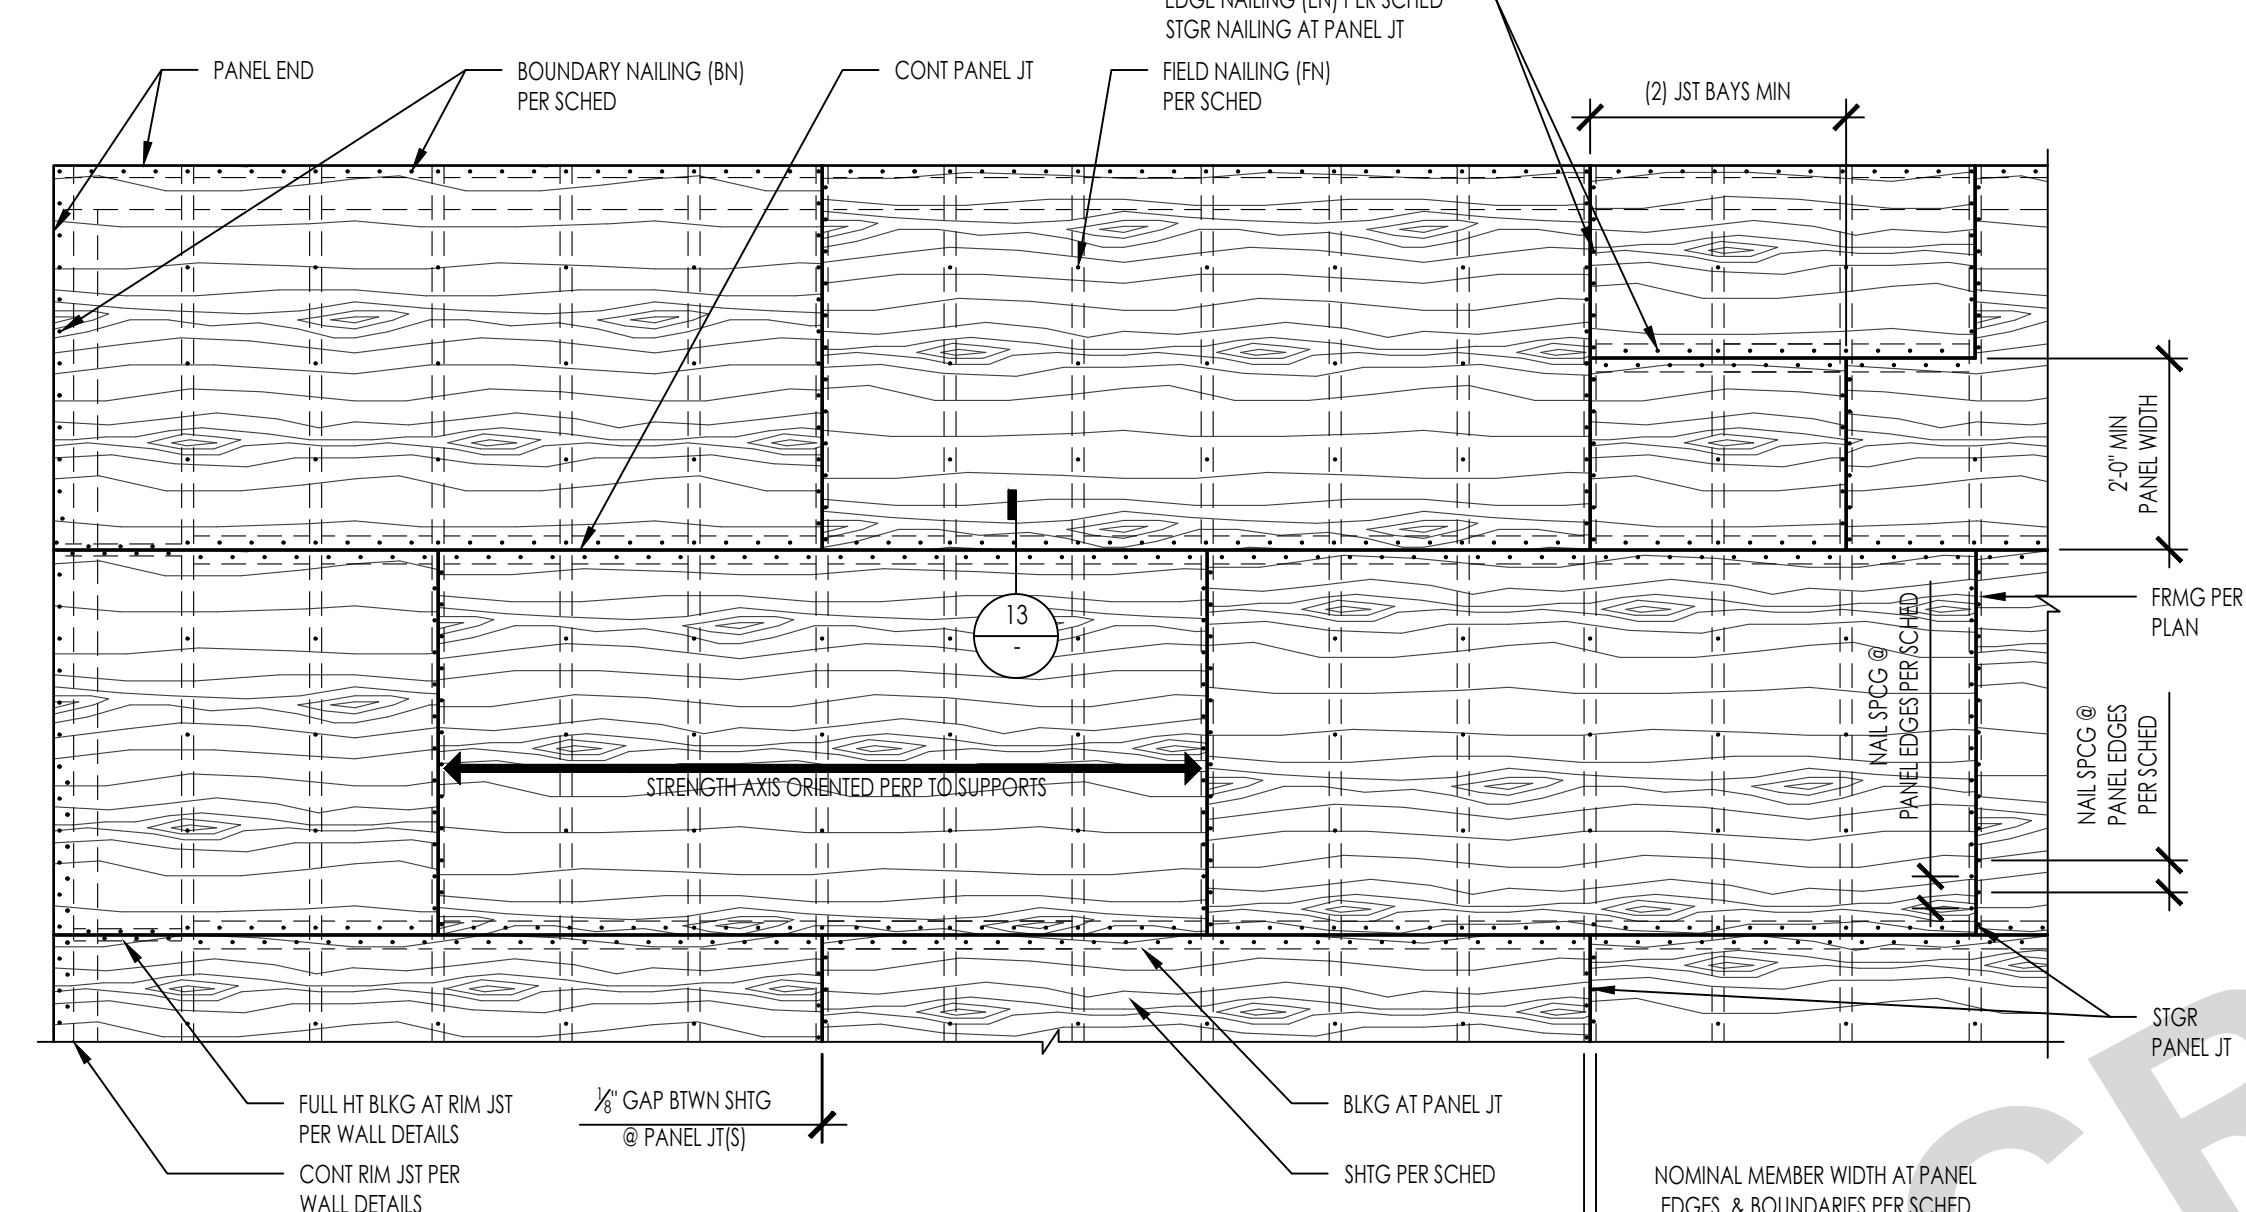 EDGE NAILING (EN) PER SCHED
STGR NAILING AT PANEL JT
PANEL END
BOUNDARY NAILING (BN)
PER SCHED
CONT PANEL JT
FIELD NAILING (FN)
PER SCHED
(2) JST BAYS MIN
2'-0" MIN
PANEL WIDTH
13
-
FRMG PER
PLAN
NAIL SPCG @
PANEL EDGES PER SCHED
NAIL SPCG @
PANEL EDGES
PER SCHED
STRENGTH AXIS ORIENTED PERP TO SUPPORTS
STGR
PANEL JT
FULL HT BLKG AT RIM JST
PER WALL DETAILS
⅛" GAP BTWN SHTG
@ PANEL JT(S)
BLKG AT PANEL JT
CONT RIM JST PER
WALL DETAILS
SHTG PER SCHED
NOMINAL MEMBER WIDTH AT PANEL
EDGES & BOUNDARIES PER SCHED